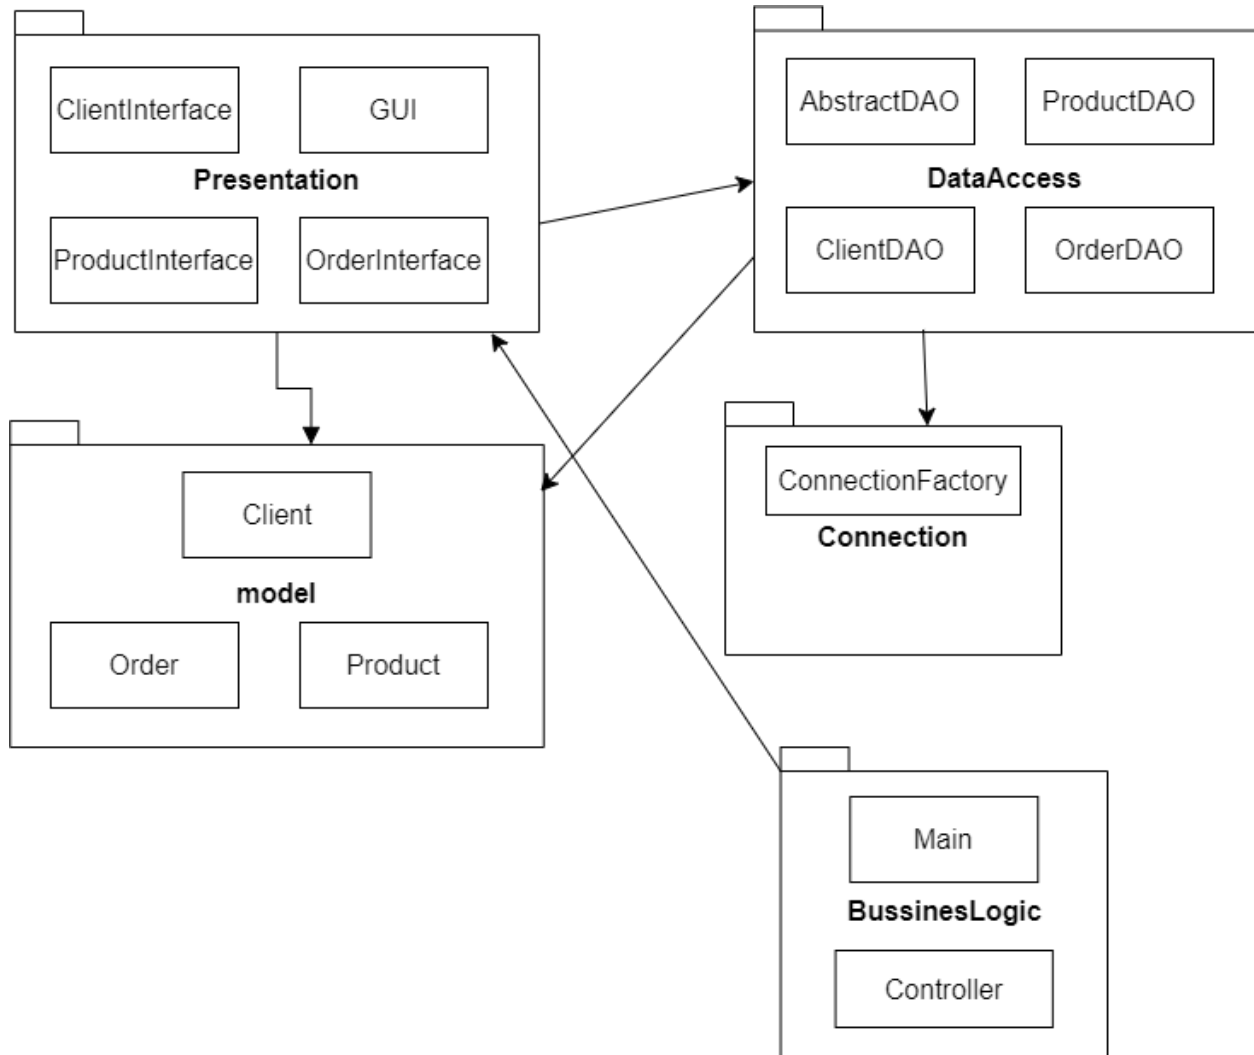 ClientInterface
GUI
Presentation
ProductInterface
OrderInterface
AbstractDAO
ProductDAO
DataAccess
ClientDAO
OrderDAO
Client
model
Order
Product
ConnectionFactory
Connection
Main
BussinesLogic
Controller